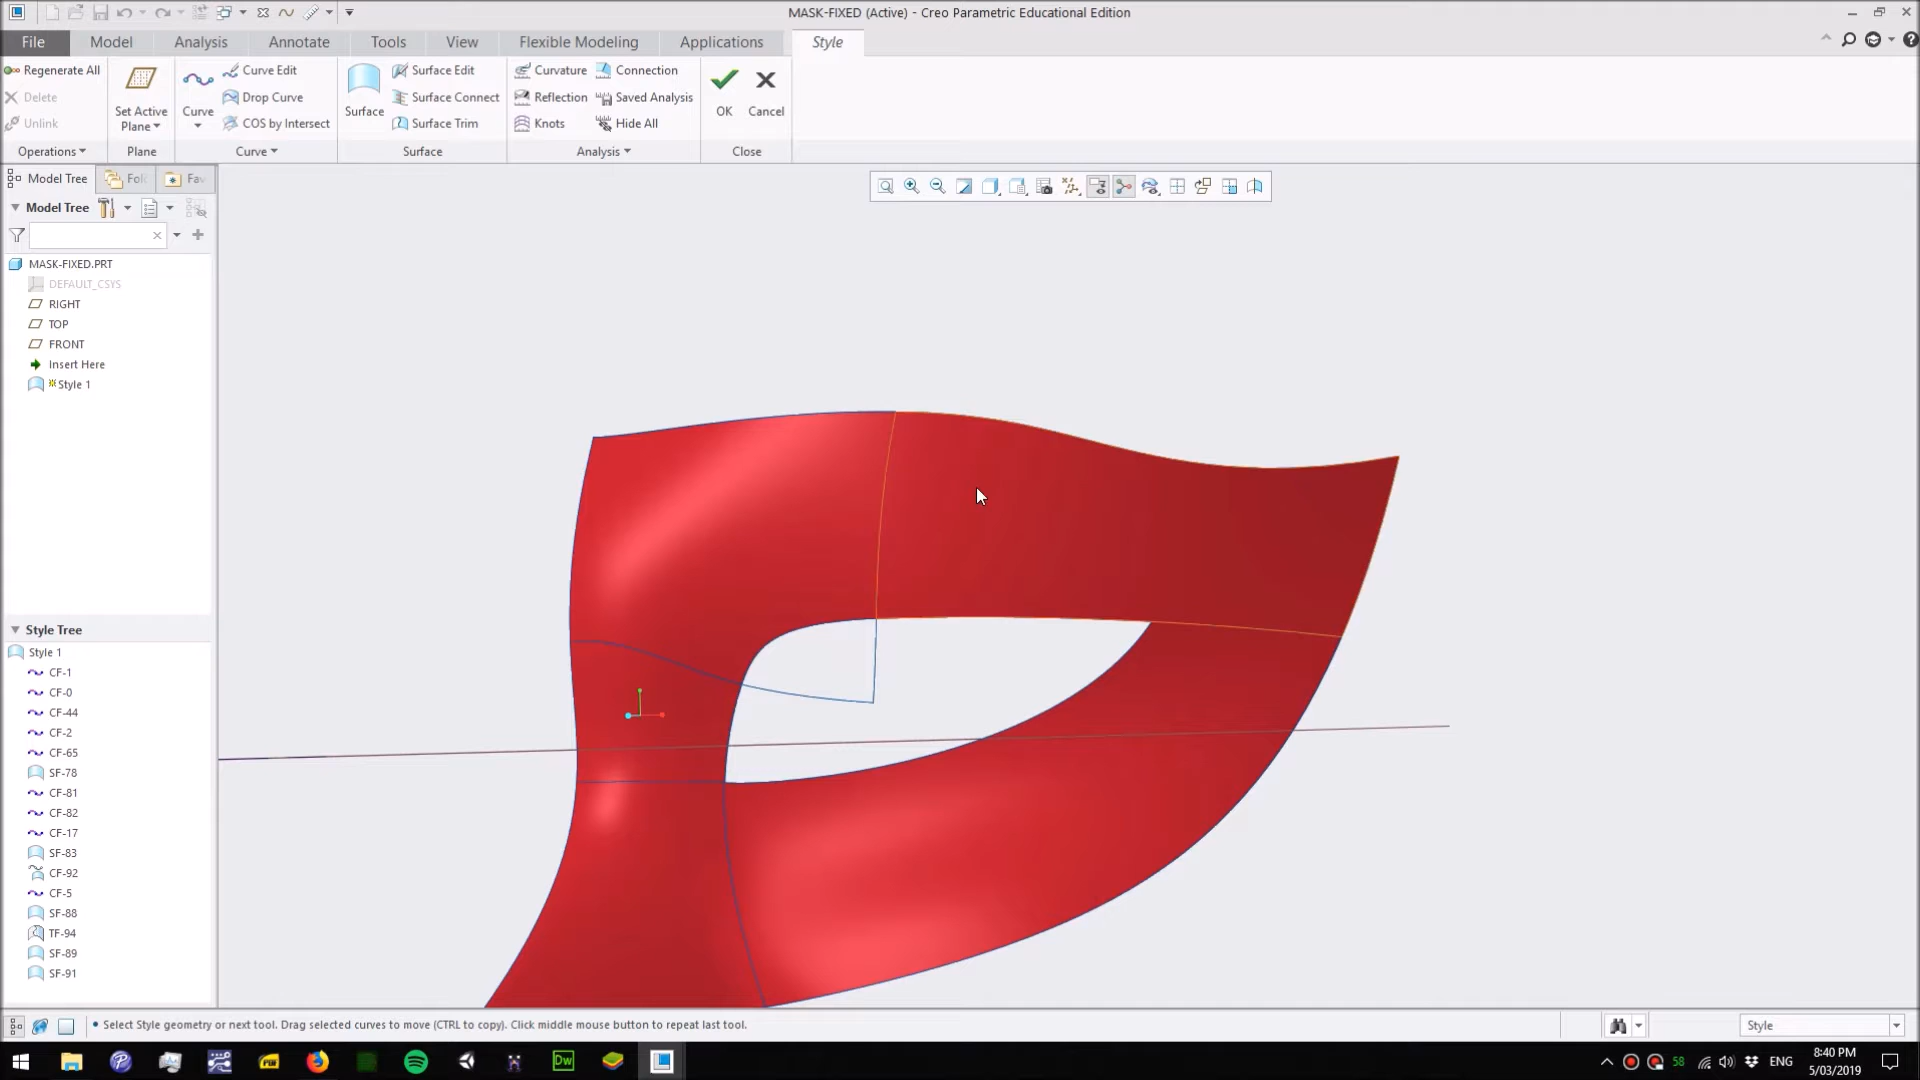 MASK-FIXED (Active) - Creo Parametric Educational Edition
File Model Analysis Annotate Tools View Flexible Modeling Applications Style
Regenerate All
Delete
Unlink
Operations
Set Active Plane
Plane
Curve
Curve Edit
Drop Curve
COS by Intersect
Curve
Surface
Surface Edit
Surface Connect
Surface Trim
Surface
Curvature
Reflection
Knots
Connection
Saved Analysis
Hide All
Analysis
OK
Cancel
Close
Model Tree Fol Fav
Model Tree
MASK-FIXED.PRT
DEFAULT_CSYS
RIGHT
TOP
FRONT
Insert Here
Style 1
Style Tree
Style 1
CF-1
CF-0
CF-44
CF-2
CF-65
SF-78
CF-81
CF-82
CF-17
SF-83
CF-92
CF-5
SF-88
TF-94
SF-89
SF-91
Select Style geometry or next tool. Drag selected curves to move (CTRL to copy). Click middle mouse button to repeat last tool.
Style
Dw
58
ENG
8:40 PM
5/03/2019